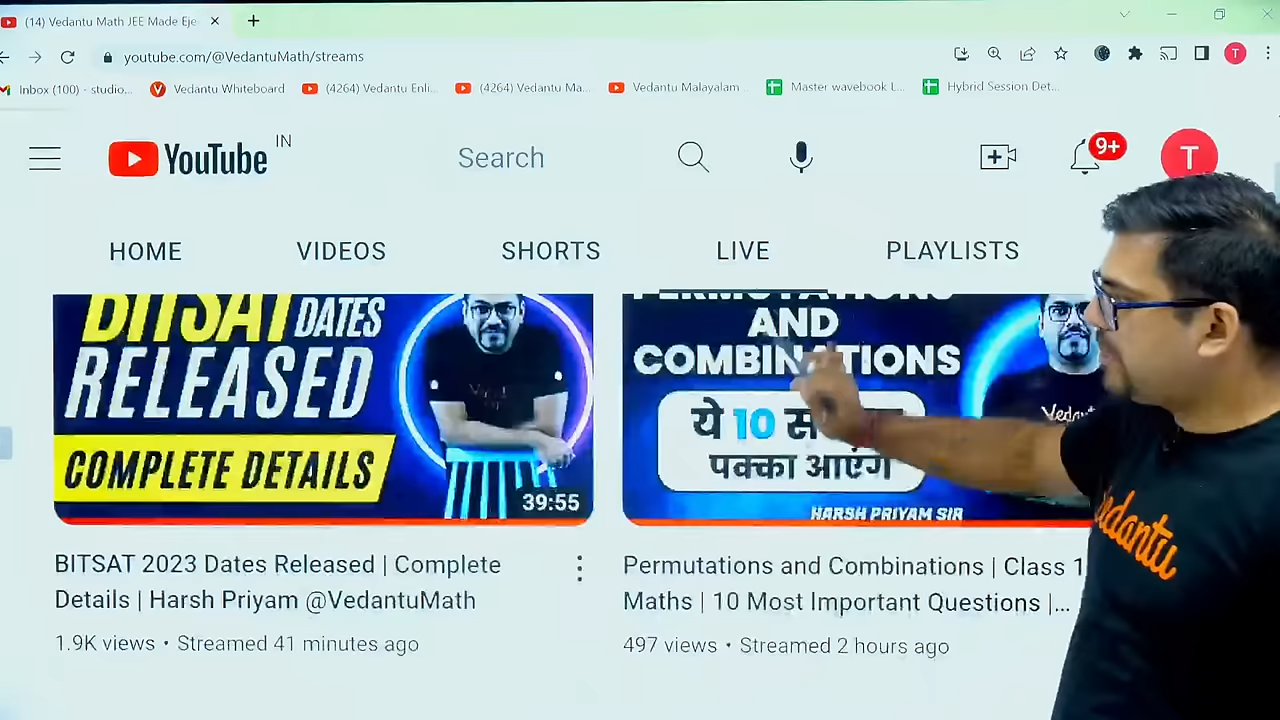 (14) Vedantu Math JEE Made Eje
youtube.com/@VedantuMath/streams
T
Inbox (100) - studio...
Vedantu Whiteboard
(4264) Vedantu Enli...
(4264) Vedantu Ma...
Vedantu Malayalam
Master wavebook L...
Hybrid Session Det...
YouTube IN
Search
9+
T
HOME
VIDEOS
SHORTS
LIVE
PLAYLISTS
BITSAT DATES
RELEASED
COMPLETE DETAILS
39:55
PERMUTATIONS
AND
COMBINATIONS
ये 10
पक्का आएंगे
HARSH PRIYAM SIR
BITSAT 2023 Dates Released | Complete
Details | Harsh Priyam @VedantuMath
1.9K views • Streamed 41 minutes ago
Permutations and Combinations | Class 1
Maths | 10 Most Important Questions |...
497 views • Streamed 2 hours ago
vedantu